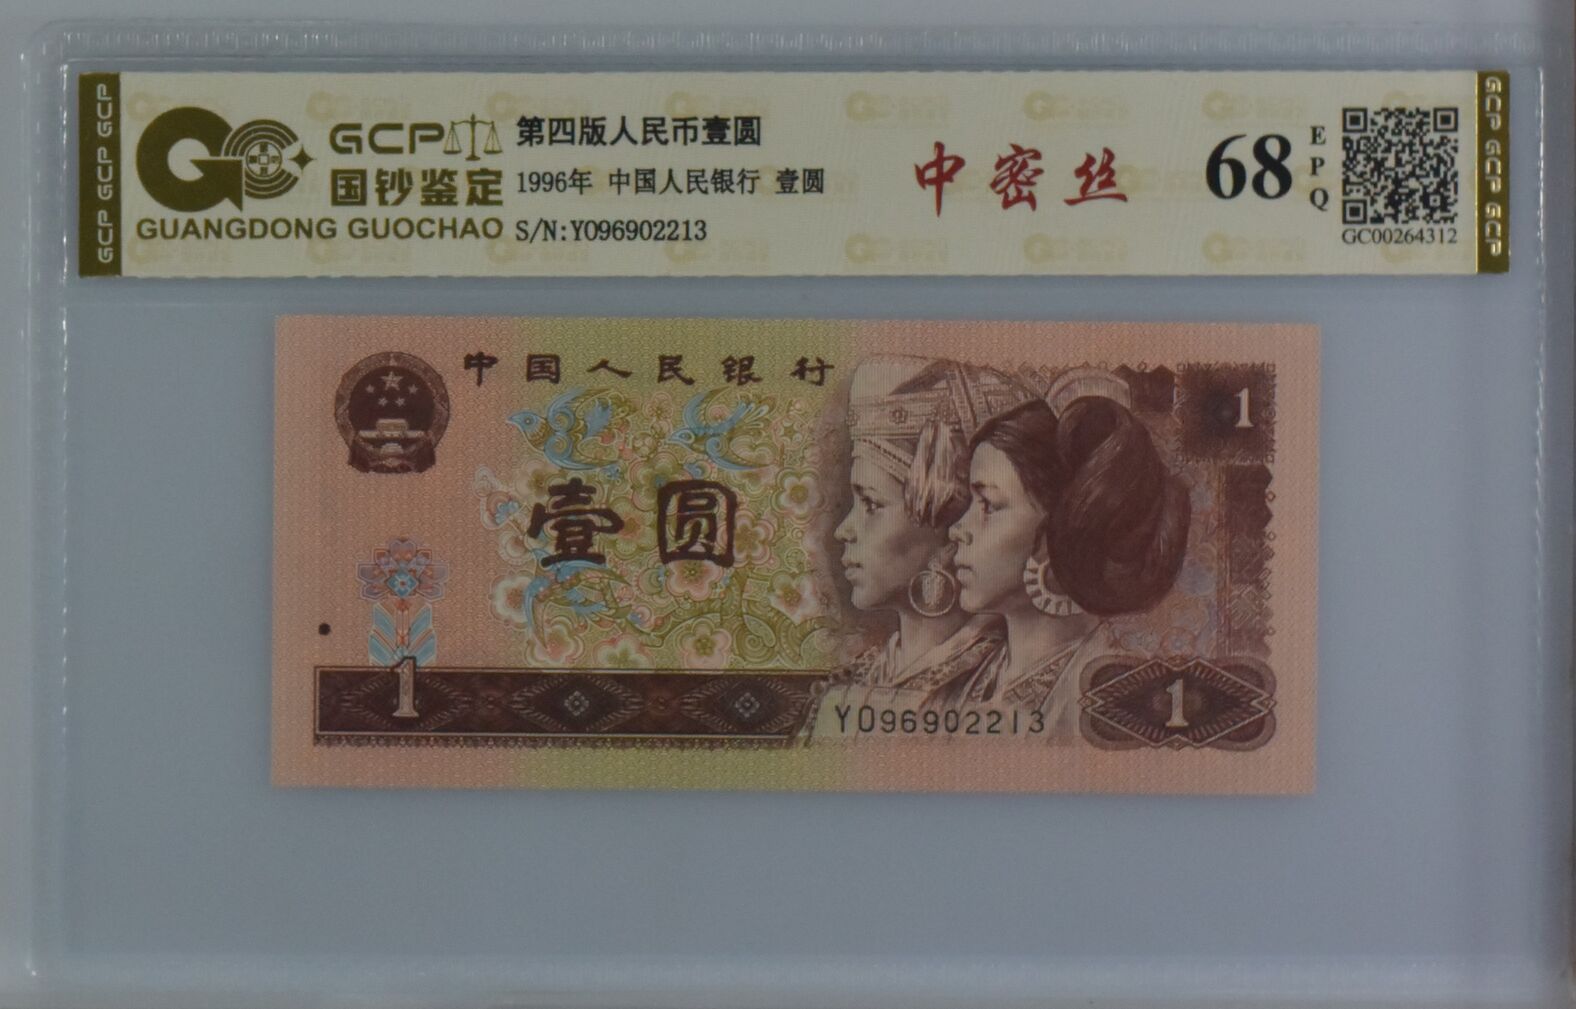 GCP GCP GCP
GCP
国钞鉴定
GUANGDONG GUOCHAO
第四版人民币壹圆
1996年 中国人民银行 壹圆
S/N:YO96902213
中密丝
68
EPQ
GC00264312
GCP GCP GCP
中国人民银行
1
壹圆
1
YO96902213
1